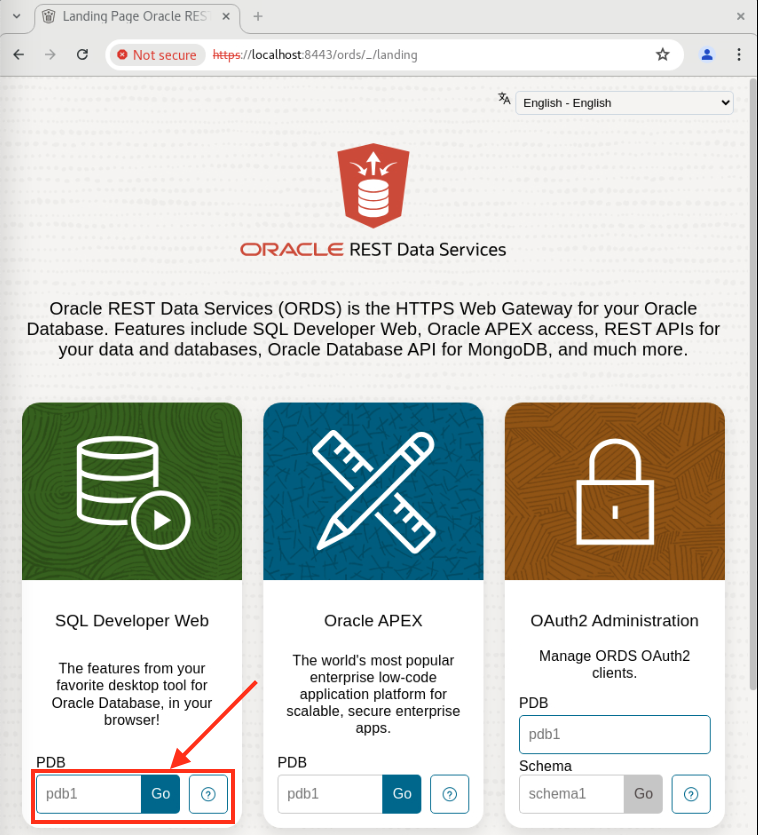 Landing Page Oracle RES
Not secure
https://localhost:8443/ords/_/landing
English - English
ORACLE REST Data Services
Oracle REST Data Services (ORDS) is the HTTPS Web Gateway for your Oracle
Database. Features include SQL Developer Web, Oracle APEX access, REST APIs for
your data and databases, Oracle Database API for MongoDB, and much more.
SQL Developer Web
The features from your
favorite desktop tool for
Oracle Database, in your
browser!
PDB
pdb1
Go
Oracle APEX
The world's most popular
enterprise low-code
application platform for
scalable, secure enterprise
apps.
PDB
pdb1
Go
OAuth2 Administration
Manage ORDS OAuth2
clients.
PDB
pdb1
Schema
schema1
Go